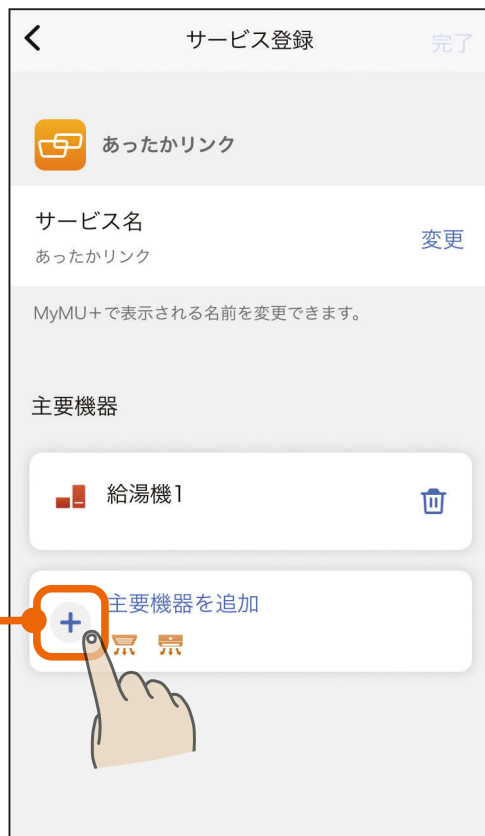 サービス登録
完了
あったかリンク
サービス名
あったかリンク
変更
MyMU+で表示される名前を変更できます。
主要機器
給湯機1
主要機器を追加